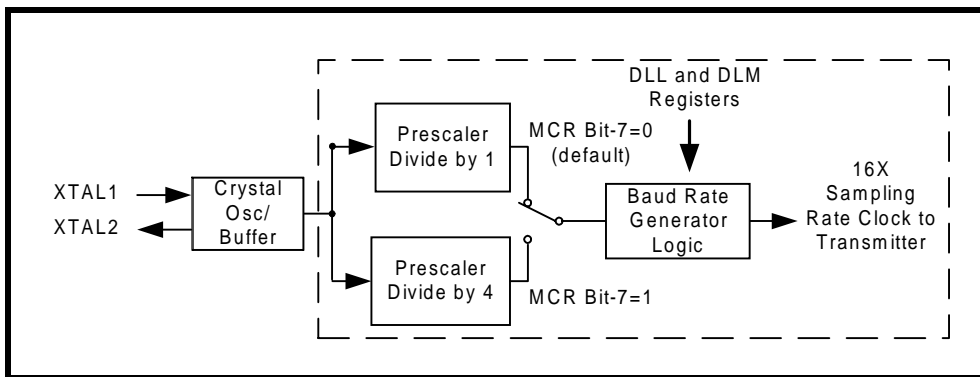 DLL and DLM
Registers
Prescaler
Divide by 1
MCR Bit-7=0
(default)
XTAL1
XTAL2
Crystal
Osc/
Buffer
Baud Rate
Generator
Logic
16X
Sampling
Rate Clock to
Transmitter
Prescaler
Divide by 4
MCR Bit-7=1